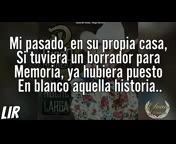 Mi pasado, en su propia casa,
Si tuviera un borrador para
Memoria, ya hubiera puesto
En blanco aquella historia..
LARGA
LIR